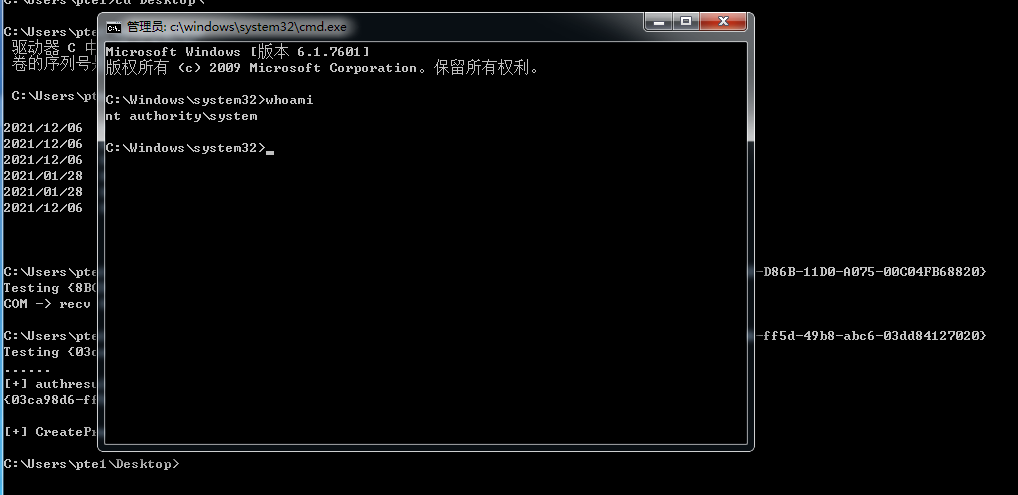 C:\Users\pte1>cd Desktop\
驱动器 C 中
卷的序列号
C:\Users\pte
2021/12/06
2021/12/06
2021/12/06
2021/01/28
2021/01/28
2021/12/06
C:\Users\pte
-D86B-11D0-A075-00C04FB68820}
Testing {8BC
COM -> recv
C:\Users\pte
-ff5d-49b8-abc6-03dd84127020}
Testing {03c
......
[+] authresu
{03ca98d6-ff
[+] CreatePr
C:\Users\pte1\Desktop>
管理员: c:\windows\system32\cmd.exe
Microsoft Windows [版本 6.1.7601]
版权所有 (c) 2009 Microsoft Corporation。保留所有权利。
C:\Windows\system32>whoami
nt authority\system
C:\Windows\system32>